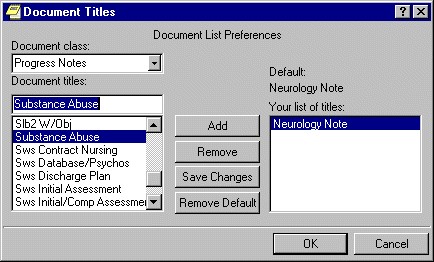 Document Titles
Document List Preferences
Document class:
Progress Notes
Document titles:
Substance Abuse
Slb2 W/Obj
Substance Abuse
Sws Contract Nursing
Sws Database/Psychos
Sws Discharge Plan
Sws Initial Assessment
Sws Initial/Comp Assessme
Add
Remove
Save Changes
Remove Default
Default:
Neurology Note
Your list of titles:
Neurology Note
OK
Cancel